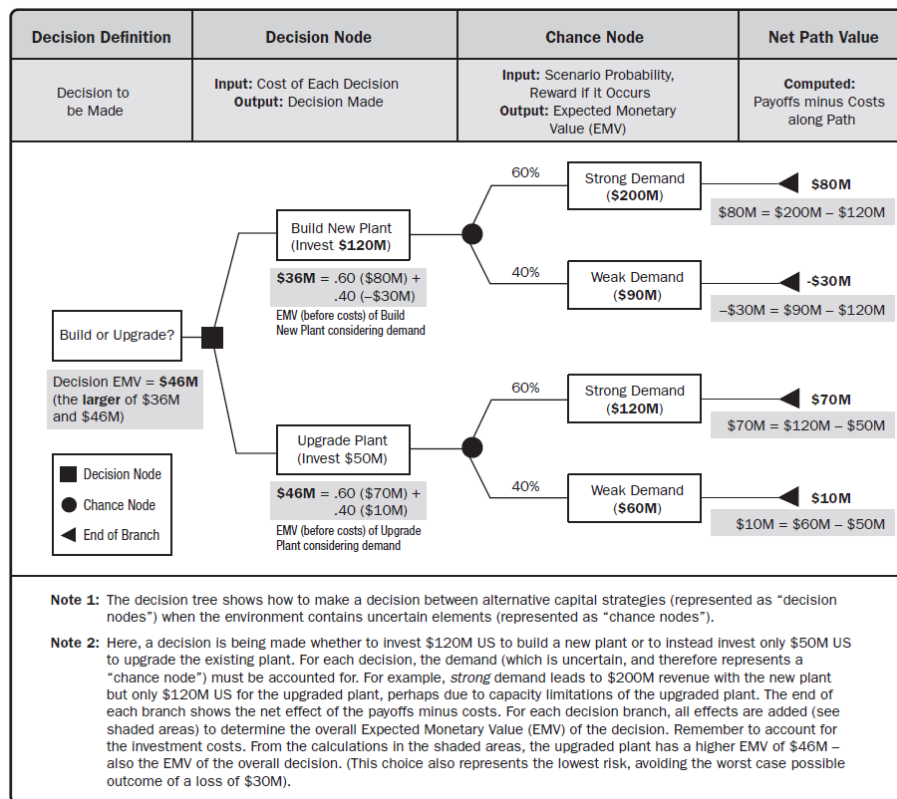 Decision Definition
Decision Node
Chance Node
Net Path Value
Decision to
be Made
Input: Cost of Each Decision
Output: Decision Made
Input: Scenario Probability,
Reward if it Occurs
Output: Expected Monetary
Value (EMV)
Computed:
Payoffs minus Costs
along Path
Build or Upgrade?
Decision EMV = $46M
(the larger of $36M
and $46M)
Decision Node
Chance Node
End of Branch
Build New Plant
(Invest $120M)
$36M = .60 ($80M) +
.40 (–$30M)
EMV (before costs) of Build
New Plant considering demand
60%
Strong Demand
($200M)
$80M
$80M = $200M – $120M
40%
Weak Demand
($90M)
-$30M
–$30M = $90M – $120M
Upgrade Plant
(Invest $50M)
$46M = .60 ($70M) +
.40 ($10M)
EMV (before costs) of Upgrade
Plant considering demand
60%
Strong Demand
($120M)
$70M
$70M = $120M – $50M
40%
Weak Demand
($60M)
$10M
$10M = $60M – $50M
Note 1: The decision tree shows how to make a decision between alternative capital strategies (represented as “decision
nodes”) when the environment contains uncertain elements (represented as “chance nodes”).
Note 2: Here, a decision is being made whether to invest $120M US to build a new plant or to instead invest only $50M US
to upgrade the existing plant. For each decision, the demand (which is uncertain, and therefore represents a
“chance node”) must be accounted for. For example, strong demand leads to $200M revenue with the new plant
but only $120M US for the upgraded plant, perhaps due to capacity limitations of the upgraded plant. The end of
each branch shows the net effect of the payoffs minus costs. For each decision branch, all effects are added (see
shaded areas) to determine the overall Expected Monetary Value (EMV) of the decision. Remember to account for
the investment costs. From the calculations in the shaded areas, the upgraded plant has a higher EMV of $46M –
also the EMV of the overall decision. (This choice also represents the lowest risk, avoiding the worst case possible
outcome of a loss of $30M).